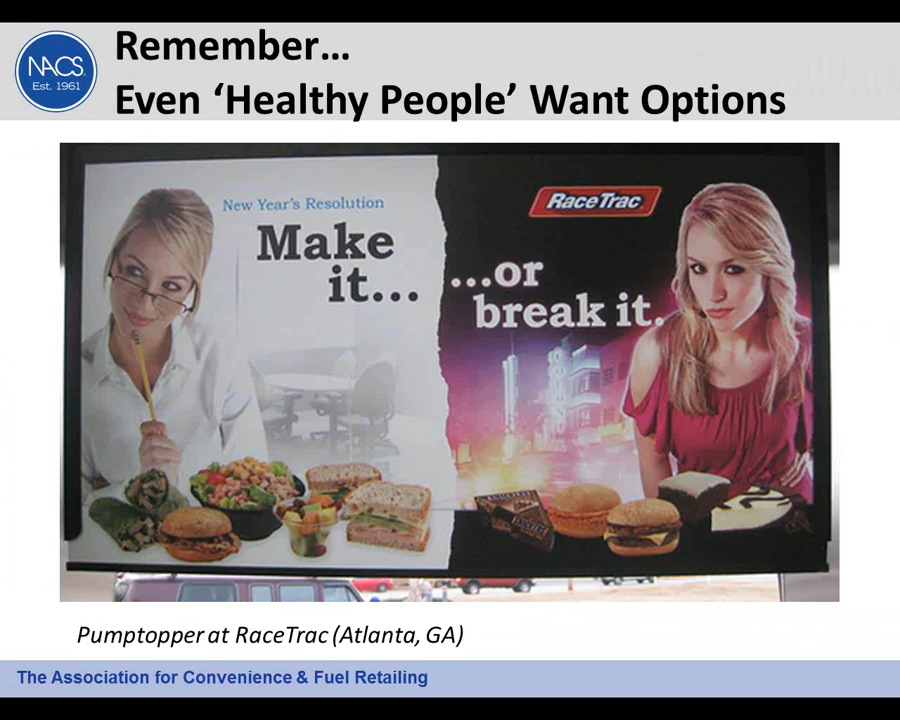 NACS
Est. 1961
Remember…
Even ‘Healthy People’ Want Options
New Year's Resolution
Make
it...
RaceTrac
...or
break it.
Pumptopper at RaceTrac (Atlanta, GA)
The Association for Convenience & Fuel Retailing